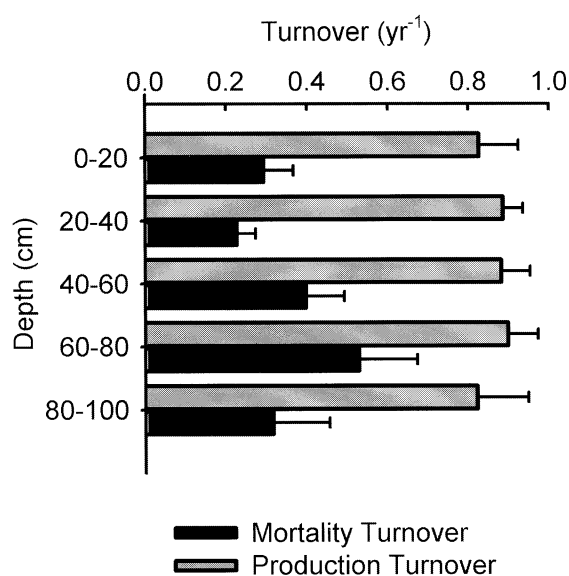 Turnover (yr⁻¹)
0.0 0.2 0.4 0.6 0.8 1.0
Depth (cm)
0-20
20-40
40-60
60-80
80-100
Mortality Turnover
Production Turnover